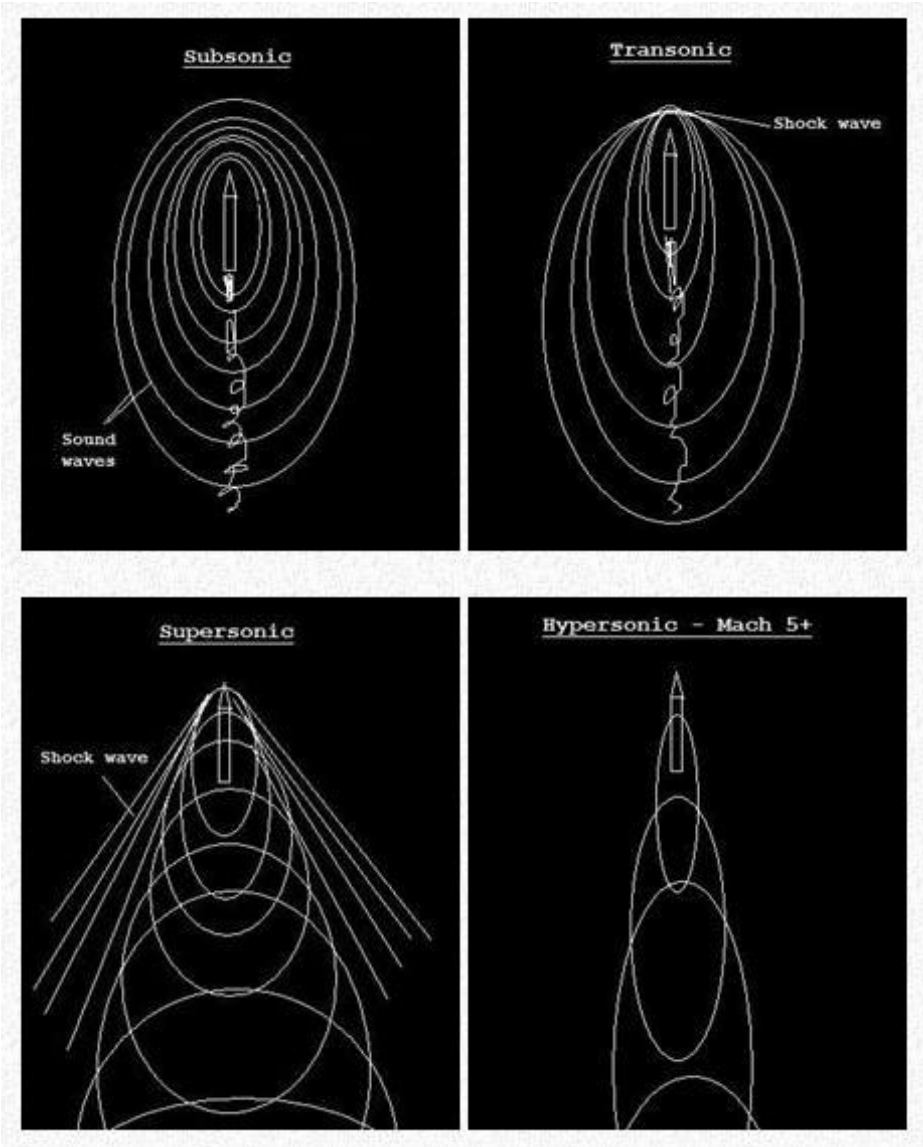 Subsonic
Sound
waves
Transonic
Shock wave
Supersonic
Shock wave
Hypersonic - Mach 5+